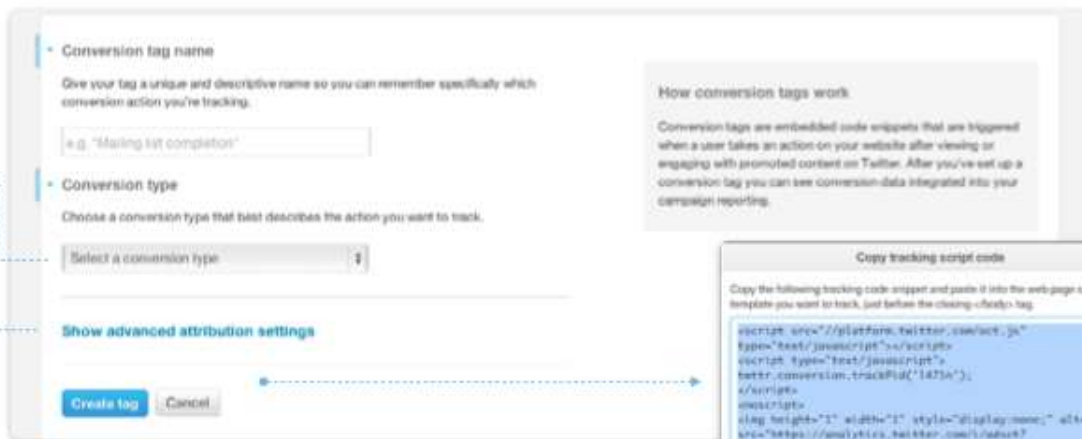 Conversion tag name
Give your tag a unique and descriptive name so you can remember specifically which
conversion action you're tracking.
e.g. "Mailing list completion"
Conversion type
Choose a conversion type that best describes the action you want to track.
Select a conversion type
Show advanced attribution settings
Create tag
Cancel
How conversion tags work
Conversion tags are embedded code snippets that are triggered
when a user takes an action on your website after viewing or
engaging with promoted content on Twitter. After you've set up a
conversion tag you can see conversion data integrated into your
campaign reporting.
Copy tracking script code
Copy the following tracking code snippet and paste it into the web page
template you want to track, just before the closing </body> tag.
<script src="//platform.twitter.com/oct.js"
type="text/javascript"></script>
<script type="text/javascript">
twttr.conversion.trackPid('
</script>
<noscript>
<img height="1" width="1" style="display:none;"
src="https://analytics.twitter.com/i/adsct?